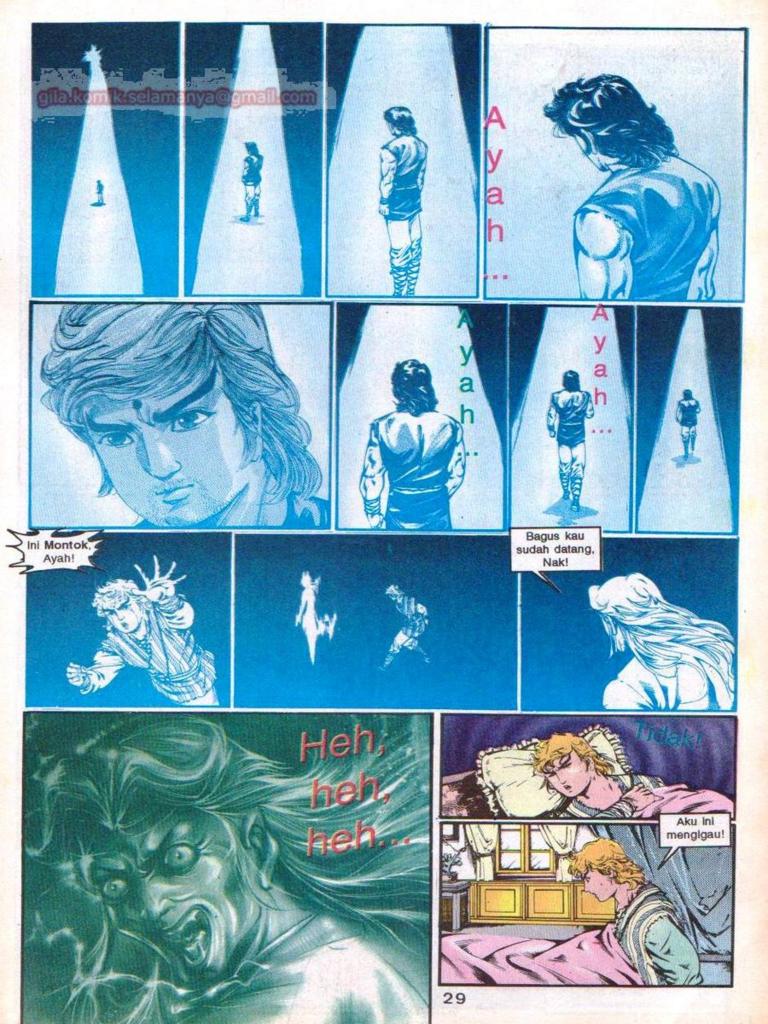 gila.komik.selamanya@gmail.com
Ayah...
Ayah...
Ayah...
Ini Montok,
Ayah!
Bagus kau
sudah datang,
Nak!
Heh,
heh,
heh...
Tidak!
Aku ini
mengigau!
29